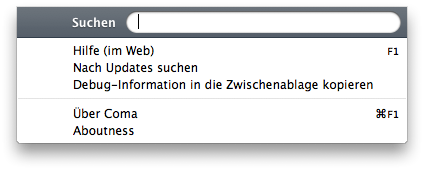 Suchen
Hilfe (im Web) F1
Nach Updates suchen
Debug-Information in die Zwischenablage kopieren
Über Coma ⌘F1
Aboutness